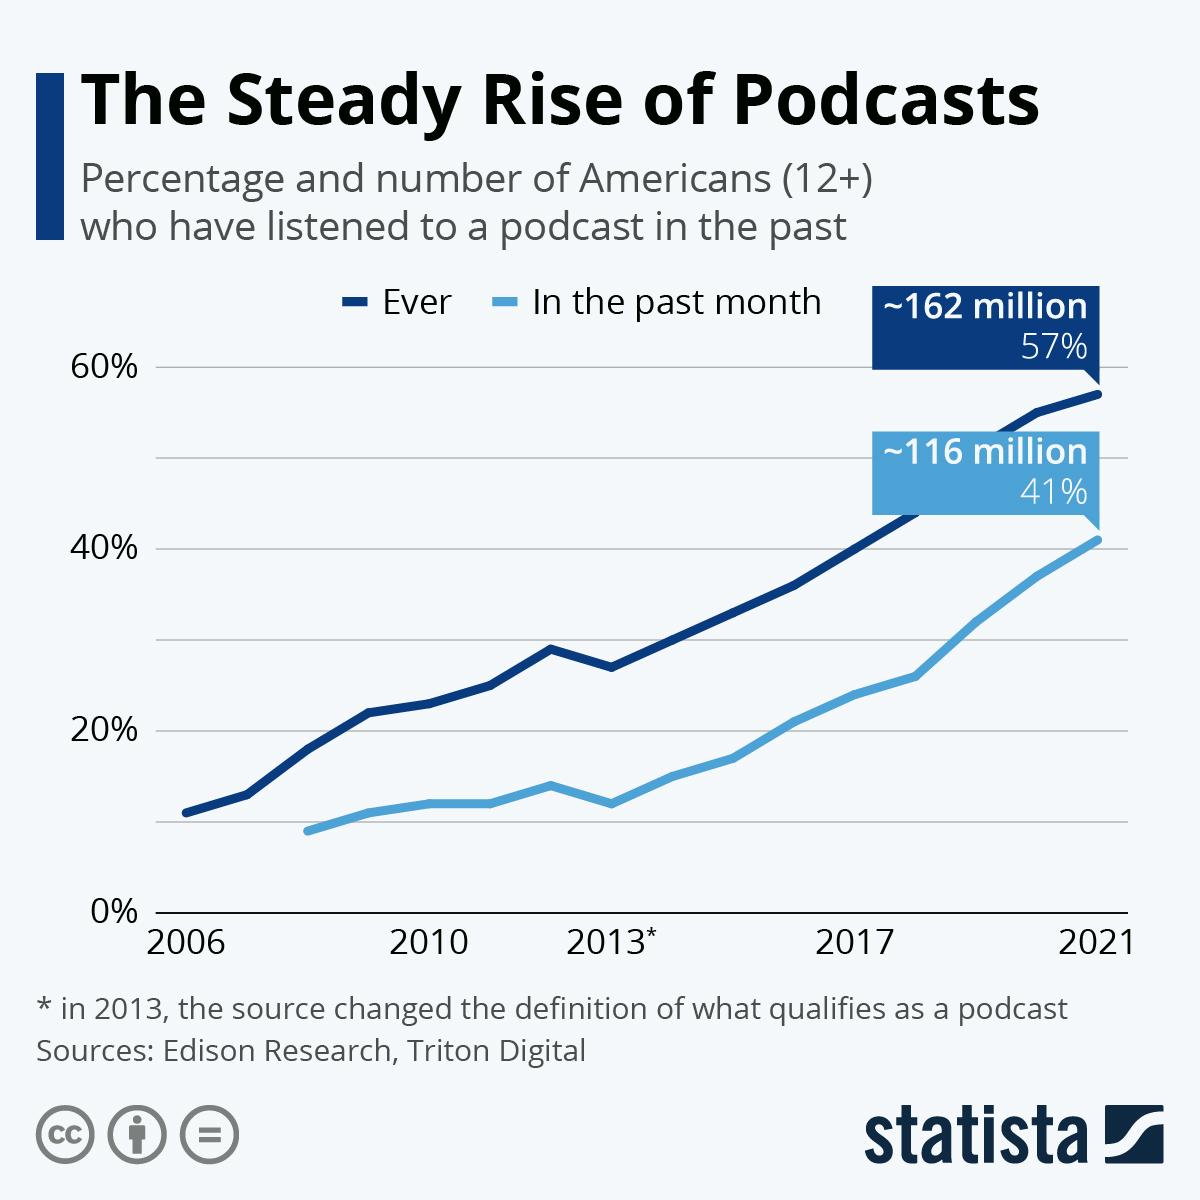 The Steady Rise of Podcasts
Percentage and number of Americans (12+)
who have listened to a podcast in the past
Ever
In the past month
~162 million
57%
60%
~116 million
41%
40%
20%
0%
2006 2010 2013* 2017 2021
* in 2013, the source changed the definition of what qualifies as a podcast
Sources: Edison Research, Triton Digital
cc
statista